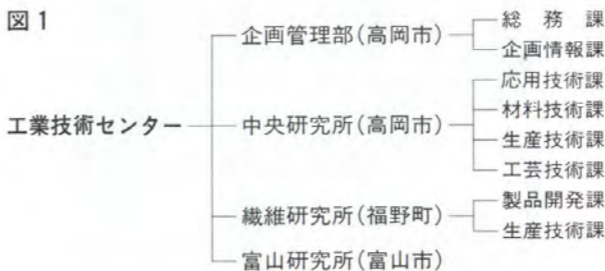 図1
工業技術センター
企画管理部(高岡市)
総務課
企画情報課
中央研究所(高岡市)
応用技術課
材料技術課
生産技術課
工芸技術課
繊維研究所(福野町)
製品開発課
生産技術課
富山研究所(富山市)